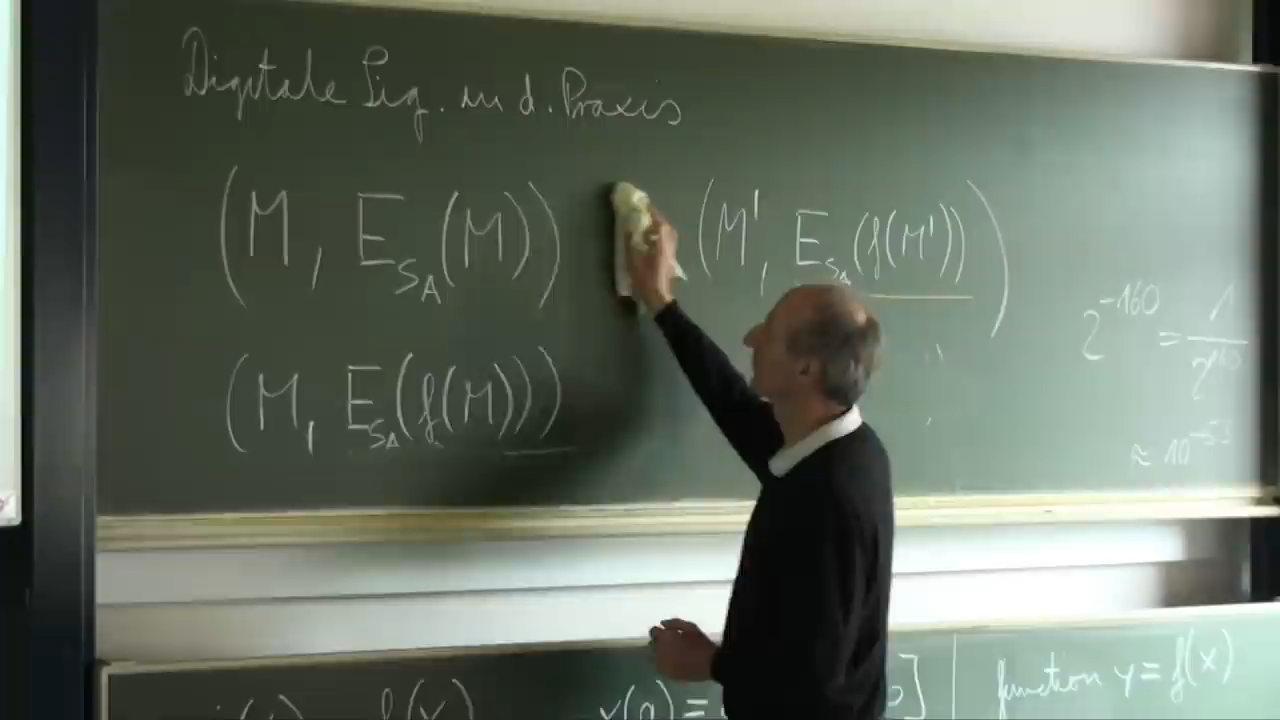 Digitale Sig. in d. Praxis
(M, E_{S_A}(M)) (M', E_{S_A}(f(M')))
(M, E_{S_A}(f(M)))
2^{-160} = 1/2^{160}
≈ 10^{-53}
f(x) x(a)= ] | function y = f(x)